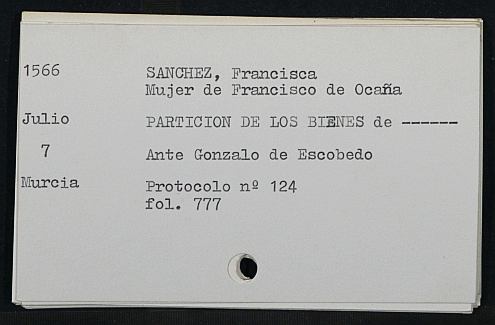 1566 SANCHEZ, Francisca
Mujer de Francisco de Ocaña
Julio PARTICION DE LOS BIENES de ------
7 Ante Gonzalo de Escobedo
Murcia Protocolo nº 124
fol. 777